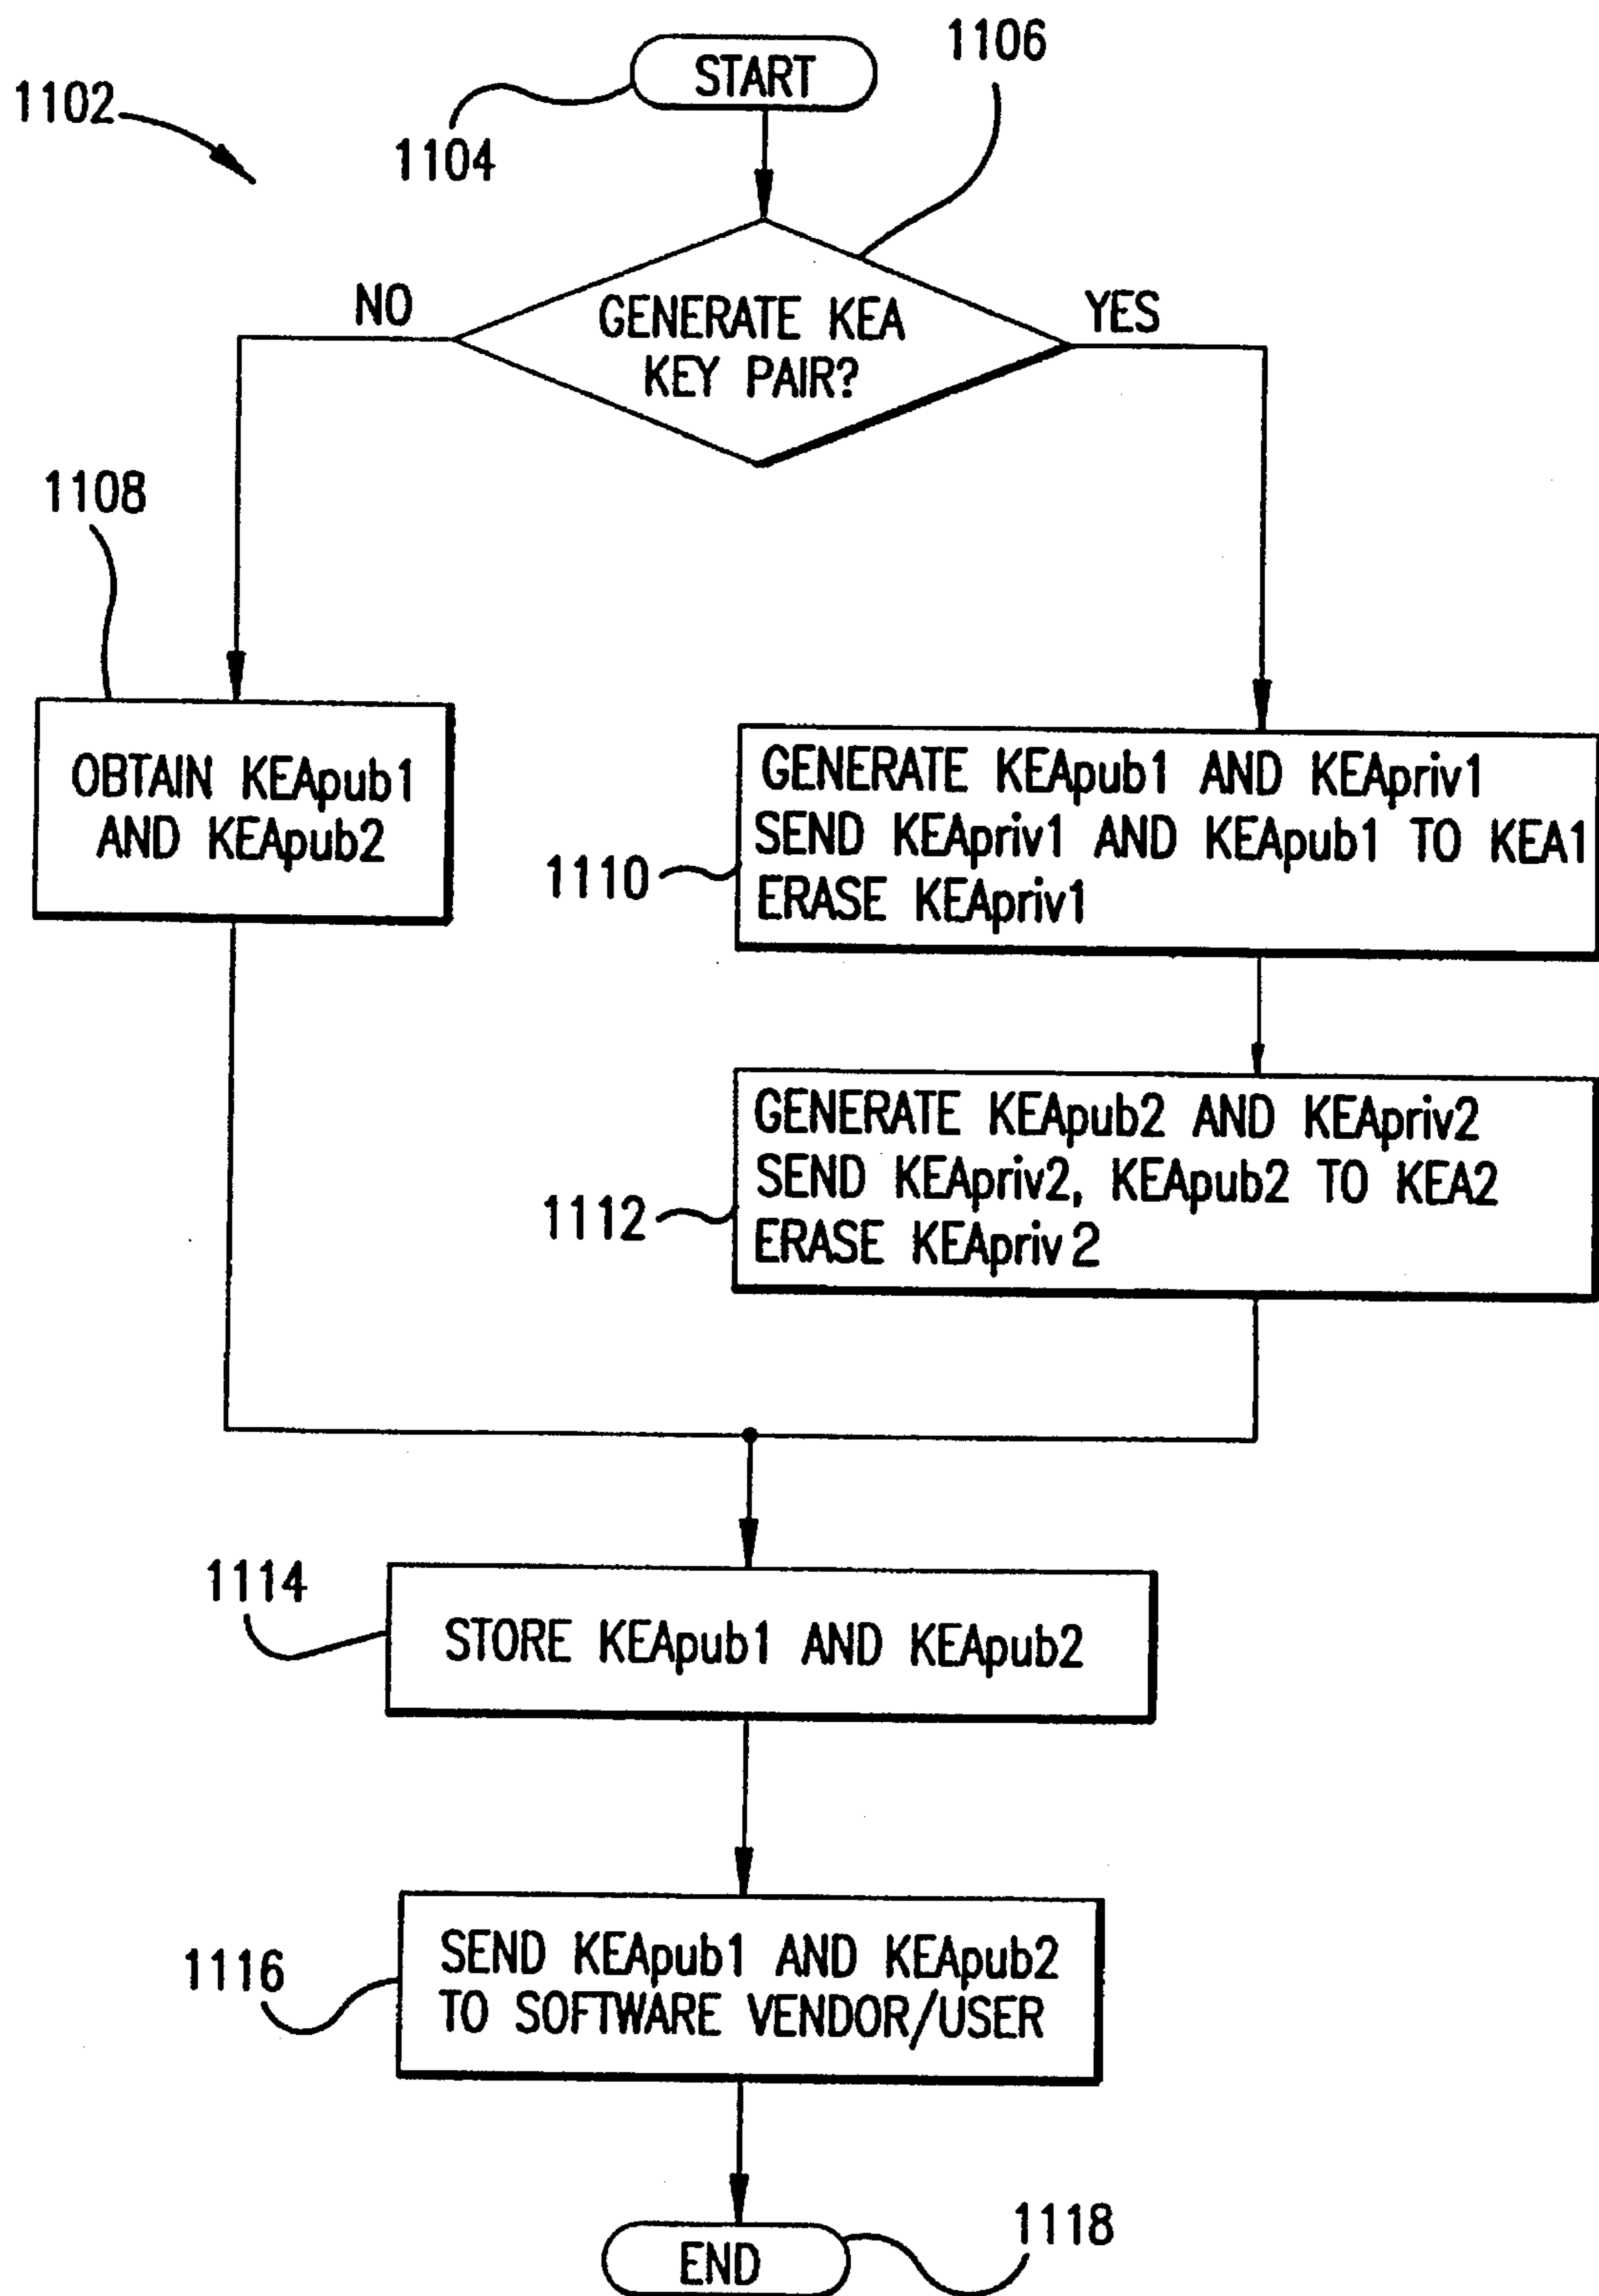 1106
START
1102
1104
NO
YES
GENERATE KEA
KEY PAIR?
1108
OBTAIN KEApub1
AND KEApub2
GENERATE KEApub1 AND KEApriv1
SEND KEApriv1 AND KEApub1 TO KEA1
ERASE KEApriv1
1110
GENERATE KEApub2 AND KEApriv2
SEND KEApriv2, KEApub2 TO KEA2
ERASE KEApriv2
1112
1114
STORE KEApub1 AND KEApub2
SEND KEApub1 AND KEApub2
TO SOFTWARE VENDOR/USER
1116
1118
END